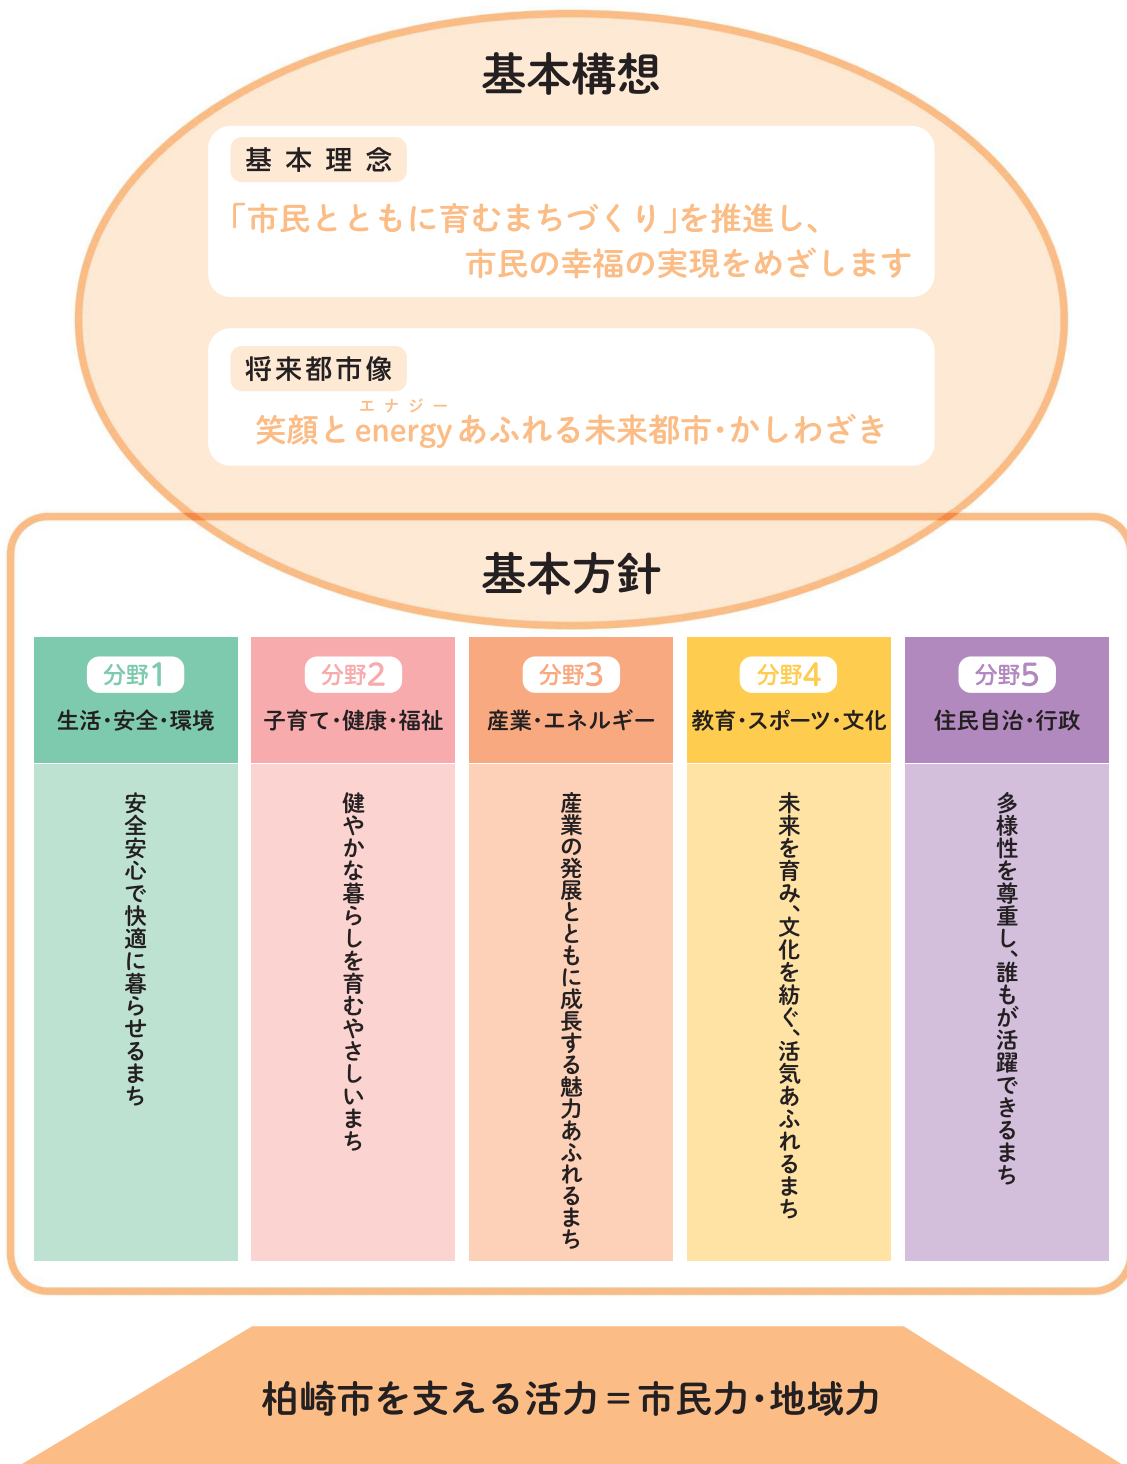 基本構想
基本理念
「市民とともに育むまちづくり」を推進し、
市民の幸福の実現をめざします
将来都市像
エナジー
笑顔とenergyあふれる未来都市・かしわざき
基本方針
分野1
生活・安全・環境
安全安心で快適に暮らせるまち
分野2
子育て・健康・福祉
健やかな暮らしを育むやさしいまち
分野3
産業・エネルギー
産業の発展とともに成長する魅力あふれるまち
分野4
教育・スポーツ・文化
未来を育み、文化を紡ぐ、活気あふれるまち
分野5
住民自治・行政
多様性を尊重し、誰もが活躍できるまち
柏崎市を支える活力＝市民力・地域力